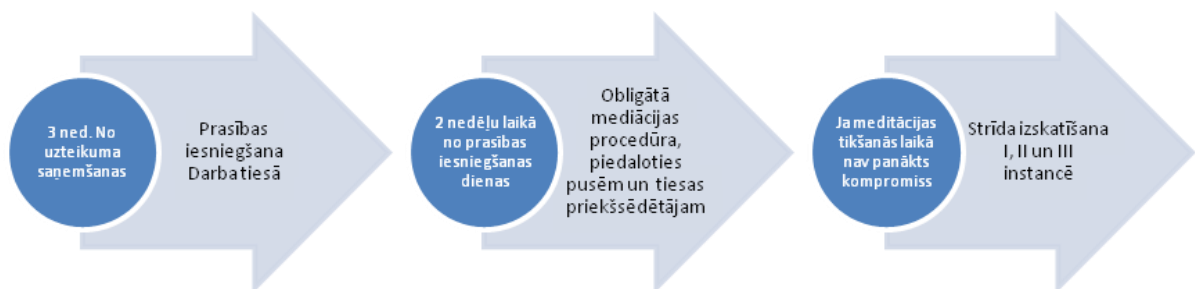 3 ned. No
uzteikuma
saņemšanas
Prasības
iesniegšana
Darba tiesā
2 nedēļu laikā
no prasības
iesniegšanas
dienas
Obligātā
mediācijas
procedūra,
piedaloties
pusēm un tiesas
priekšsēdētājam
Ja meditācijas
tikšanās laikā
nav panākts
kompromiss
Strīda izskatīšana
I, II un III
instancē